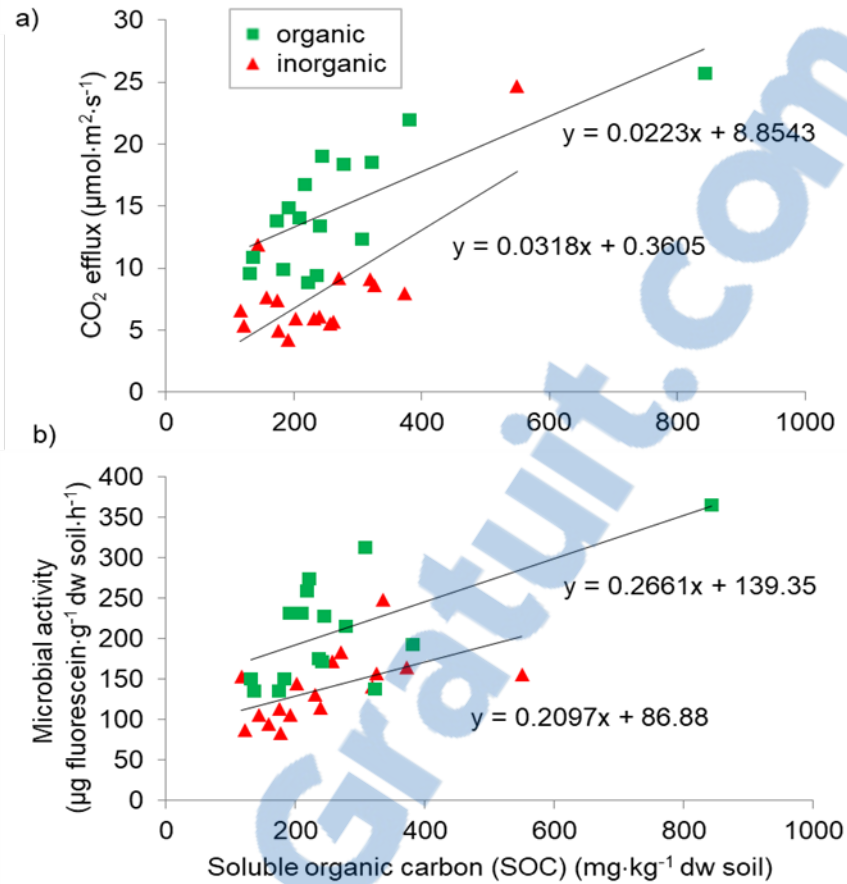 a)
30
25
20
15
10
5
0
CO₂ efflux (µmol·m²·s⁻¹)
organic
inorganic
y = 0.0223x + 8.8543
y = 0.0318x + 0.3605
0 200 400 600 800 1000
b)
400
350
300
250
200
150
100
50
0
Microbial activity
(µg fluorescein·g⁻¹ dw soil·h⁻¹)
y = 0.2661x + 139.35
y = 0.2097x + 86.88
0 200 400 600 800 1000
Soluble organic carbon (SOC) (mg·kg⁻¹ dw soil)
Gratuit.com